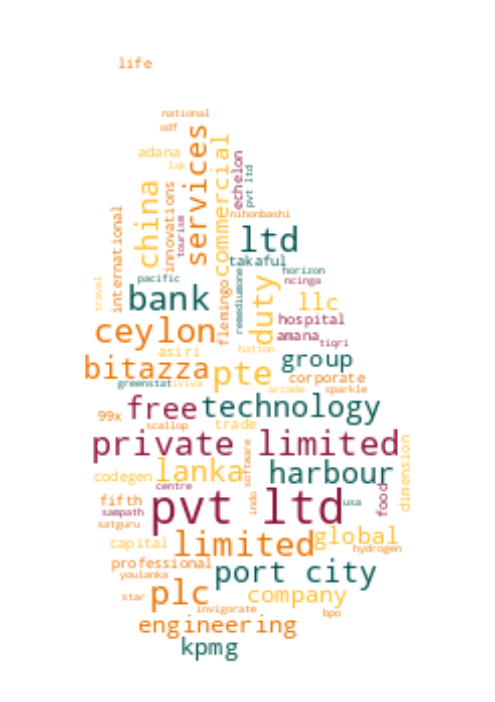 life
national
odf
services
adana
lak
commercial
echelon
pvt ltd
china
innovations
tourism
international
nihonbashi
ltd
takaful
pacific
horizon
ncinga
travel
bank
flemingo
remediumone
duty
llc
hospital
ceylon
amana
tiqri
asiri
hatton
group
bitazza
pte
corporate
greenstat
iviva
arcade
sparkle
free
technology
99x
scallop
trade
private limited
codegen
lanka
software
harbour
dimension
centre
fifth
sampath
pvt ltd
indo
usa
food
satguru
capital
limited
global
hydrogen
professional
youlanka
port city
star
plc
company
invigorate
bpo
engineering
kpmg